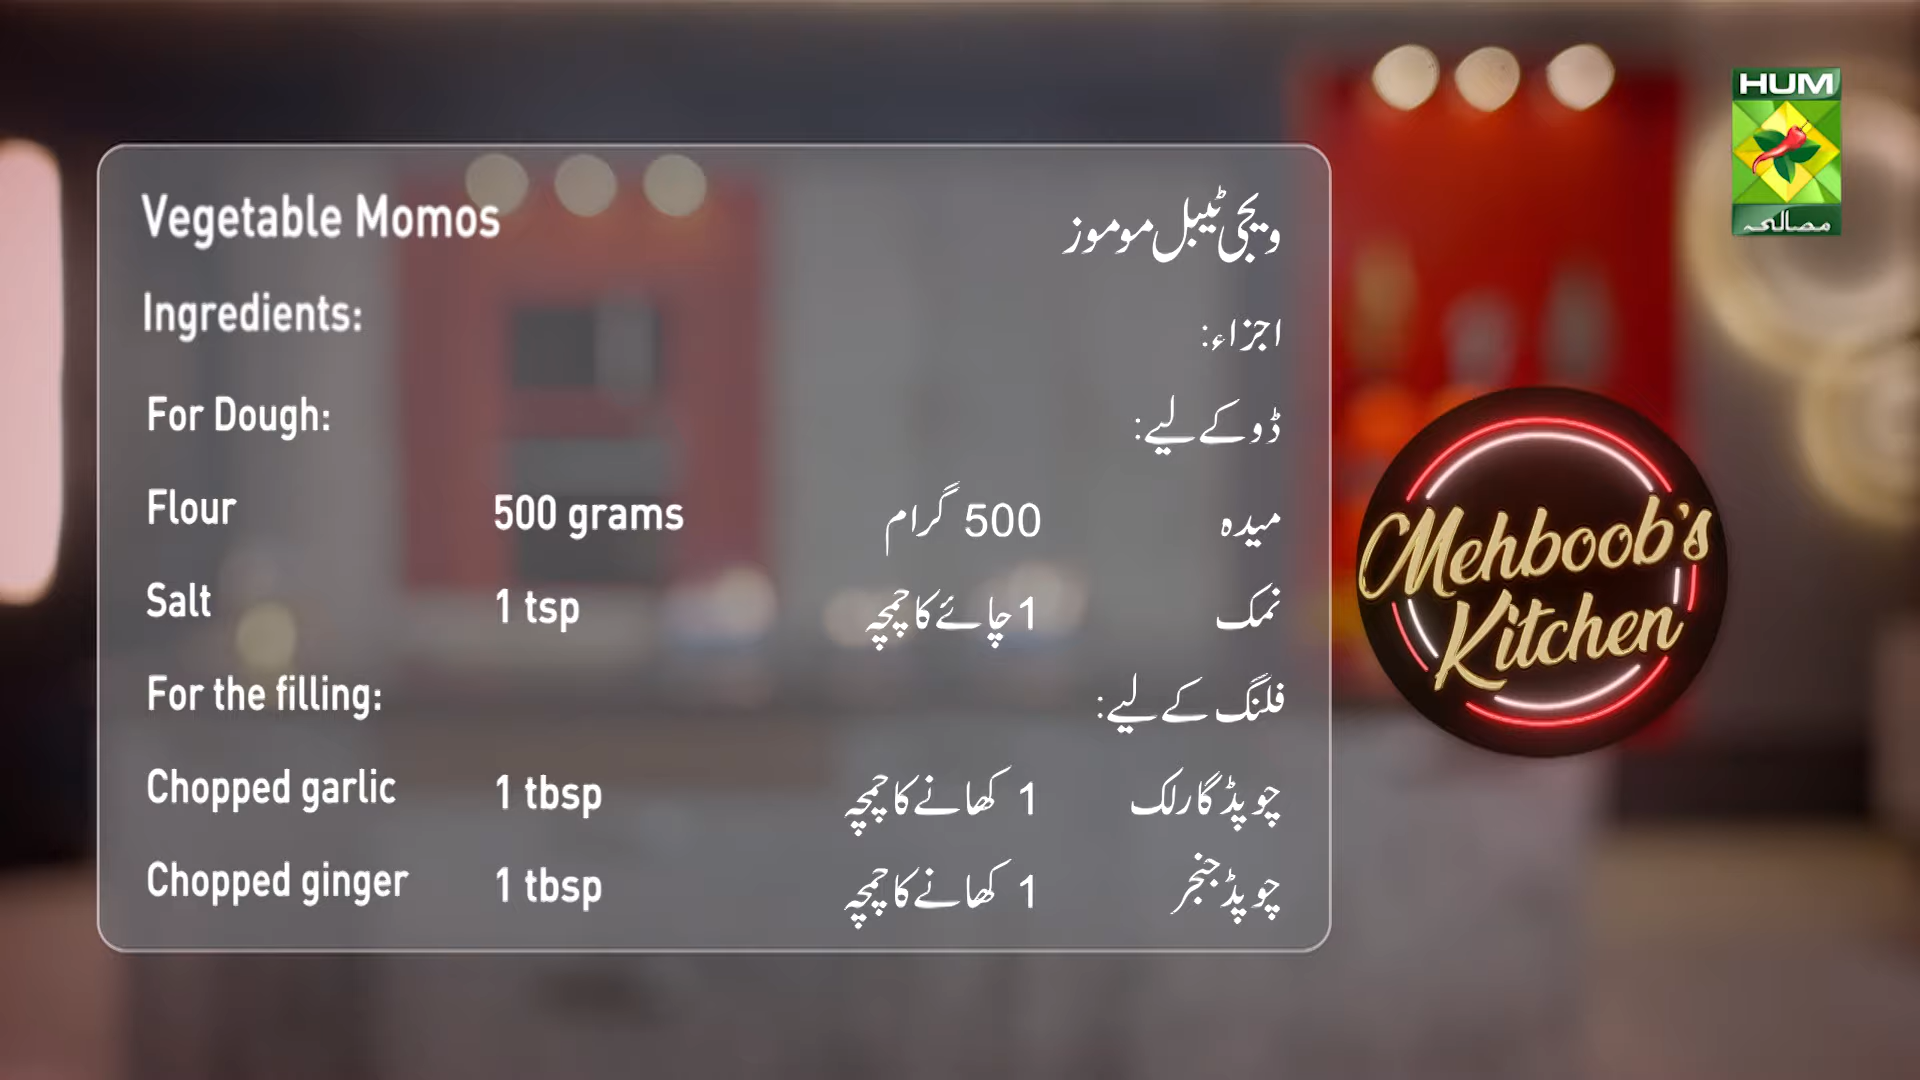 HUM
مصالحہ
Vegetable Momos ویجی ٹیبل موموز
Ingredients: اجزاء:
For Dough: ڈو کے لیے:
Flour 500 grams 500 گرام میدہ
Salt 1 tsp 1 چائے کا چمچہ نمک
For the filling: فلنگ کے لیے:
Chopped garlic 1 tbsp 1 کھانے کا چمچہ چوپڈ گارلک
Chopped ginger 1 tbsp 1 کھانے کا چمچہ چوپڈ جنجر
Mehboob's
Kitchen